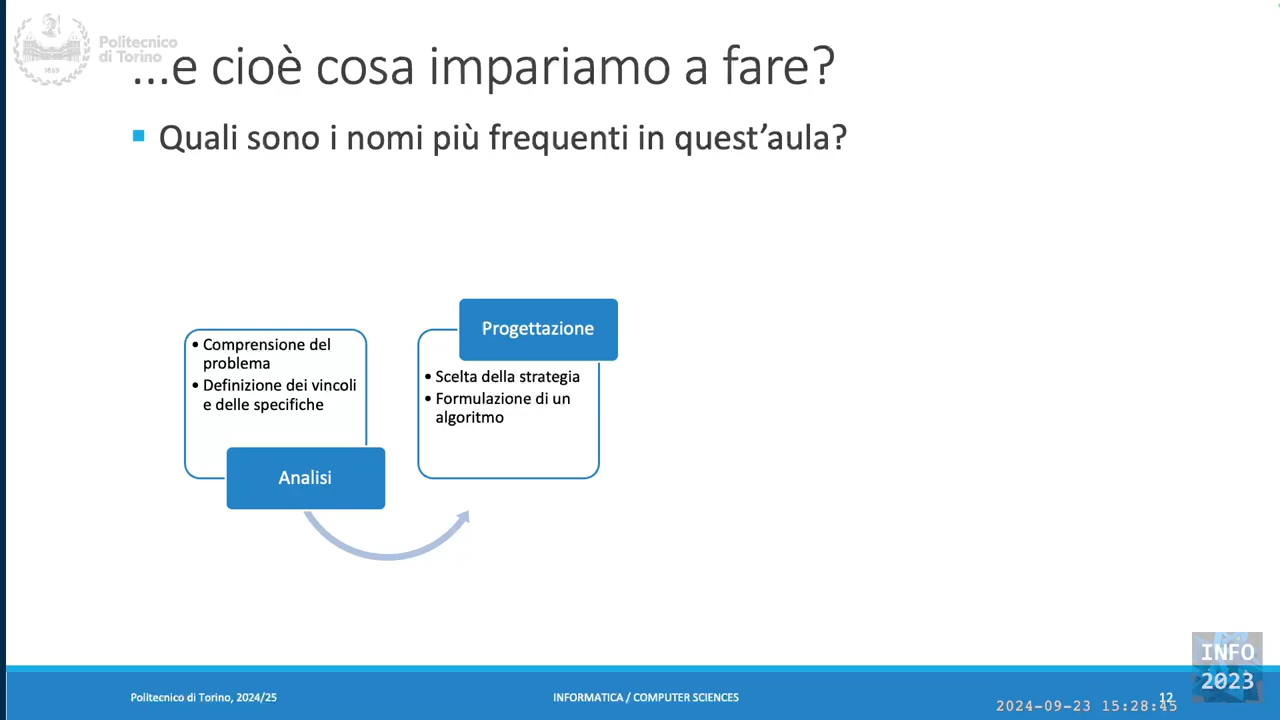 Politecnico
di Torino
1859
...e cioè cosa impariamo a fare?
Quali sono i nomi più frequenti in quest’aula?
• Comprensione del
problema
• Definizione dei vincoli
e delle specifiche
Analisi
Progettazione
• Scelta della strategia
• Formulazione di un
algoritmo
Politecnico di Torino, 2024/25
INFORMATICA / COMPUTER SCIENCES
12
2024-09-23 15:28:45
INFO
2023